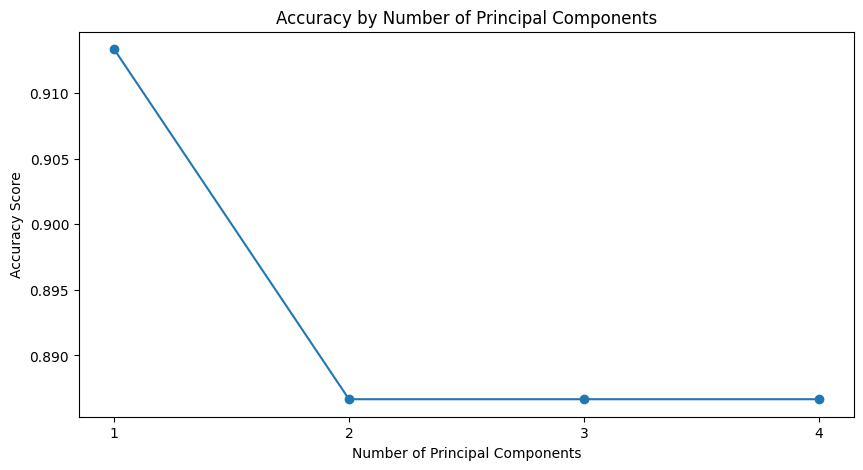 Accuracy by Number of Principal Components
0.910
0.905
0.900
0.895
0.890
Accuracy Score
1 2 3 4
Number of Principal Components